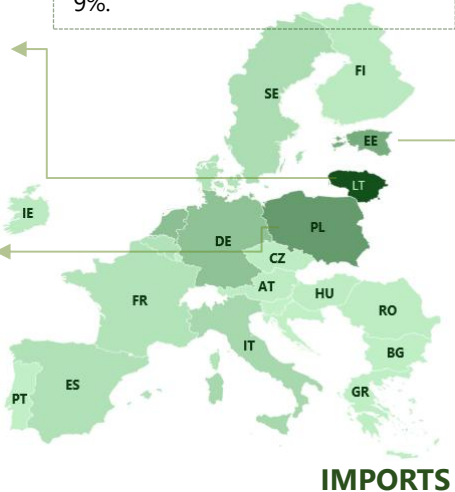 9%.
FI
SE
EE
LT
IE
PL
DE
CZ
AT
HU
FR
RO
IT
BG
ES
GR
PT
IMPORTS